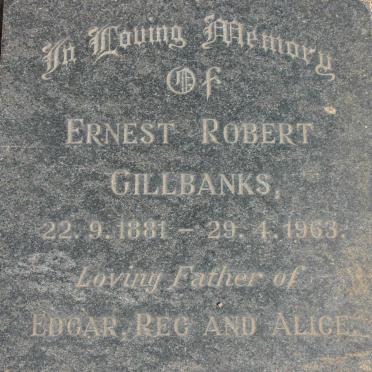 In Loving Memory
Of
ERNEST ROBERT
GILLBANKS,
22. 9. 1881 – 29. 4. 1963.
Loving Father of
EDGAR, REG AND ALICE.